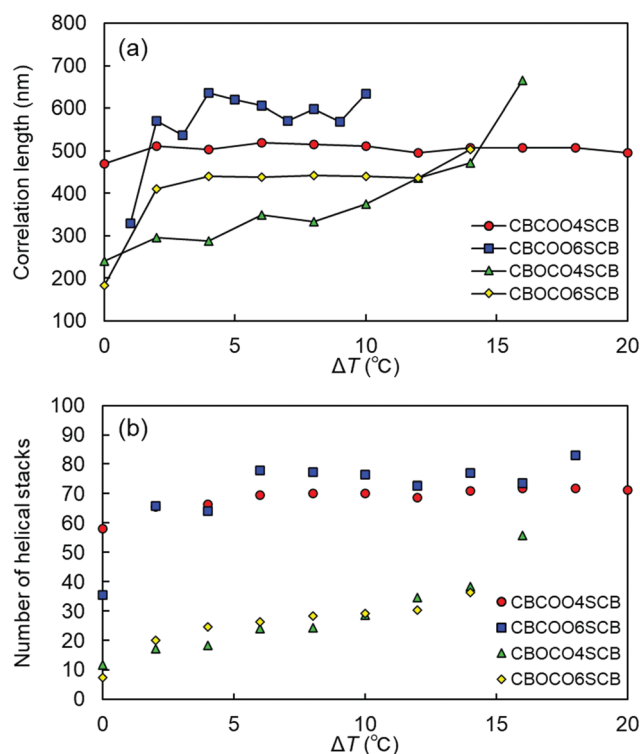 (a)
Correlation length (nm)
800
700
600
500
400
300
200
100
CBCOO4SCB
CBCOO6SCB
CBOCO4SCB
CBOCO6SCB
0 5 10 15 20
ΔT (°C)
(b)
Number of helical stacks
100
90
80
70
60
50
40
30
20
10
0
CBCOO4SCB
CBCOO6SCB
CBOCO4SCB
CBOCO6SCB
0 5 10 15 20
ΔT (°C)